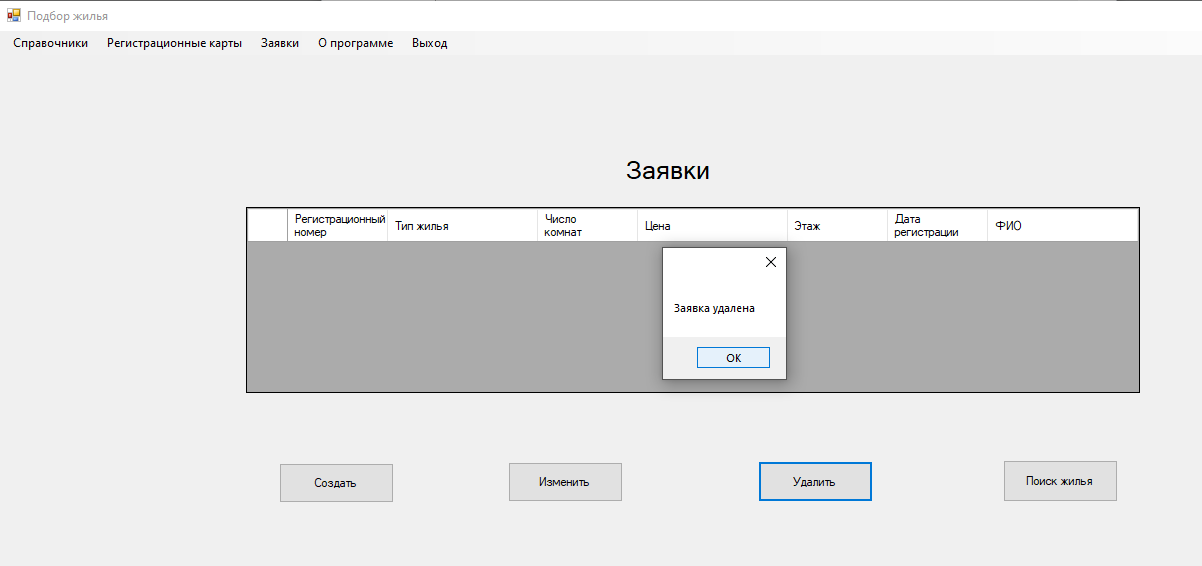 Подбор жилья
Справочники Регистрационные карты Заявки О программе Выход
Заявки
Регистрационный номер Тип жилья Число комнат Цена Этаж Дата регистрации ФИО
Заявка удалена
OK
Создать Изменить Удалить Поиск жилья